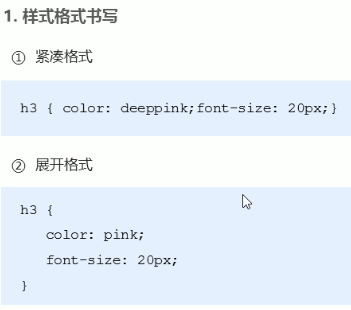 1. 样式格式书写
① 紧凑格式
h3 { color: deeppink;font-size: 20px;}
② 展开格式
h3 {
color: pink;
font-size: 20px;
}